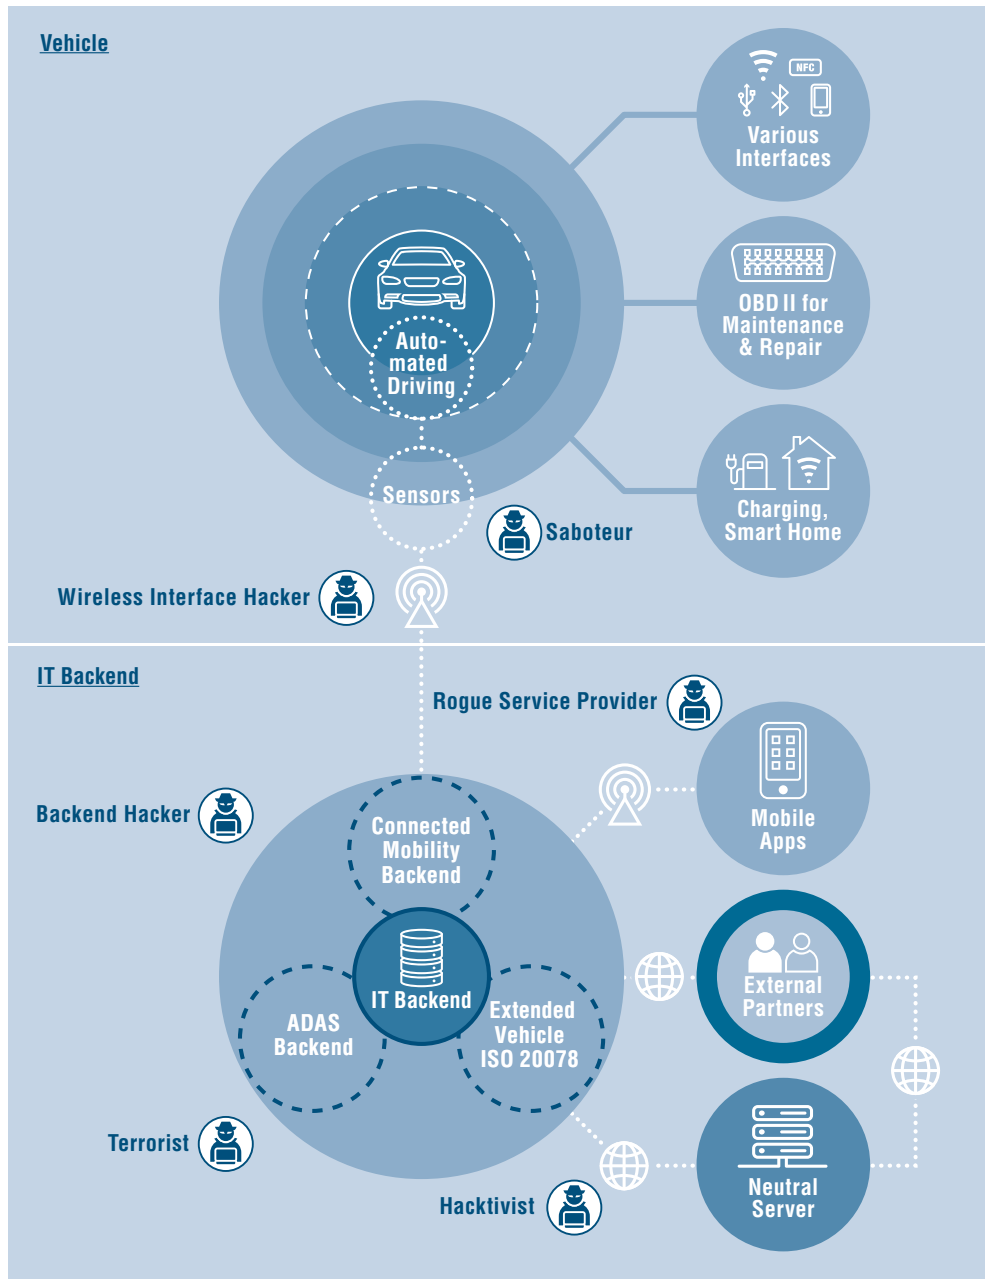 Vehicle
NFC
Various
Interfaces
OBD II for
Maintenance
& Repair
Auto-
mated
Driving
Sensors
Charging,
Smart Home
Saboteur
Wireless Interface Hacker
IT Backend
Rogue Service Provider
Mobile
Apps
Backend Hacker
Connected
Mobility
Backend
IT Backend
External
Partners
ADAS
Backend
Extended
Vehicle
ISO 20078
Terrorist
Hacktivist
Neutral
Server